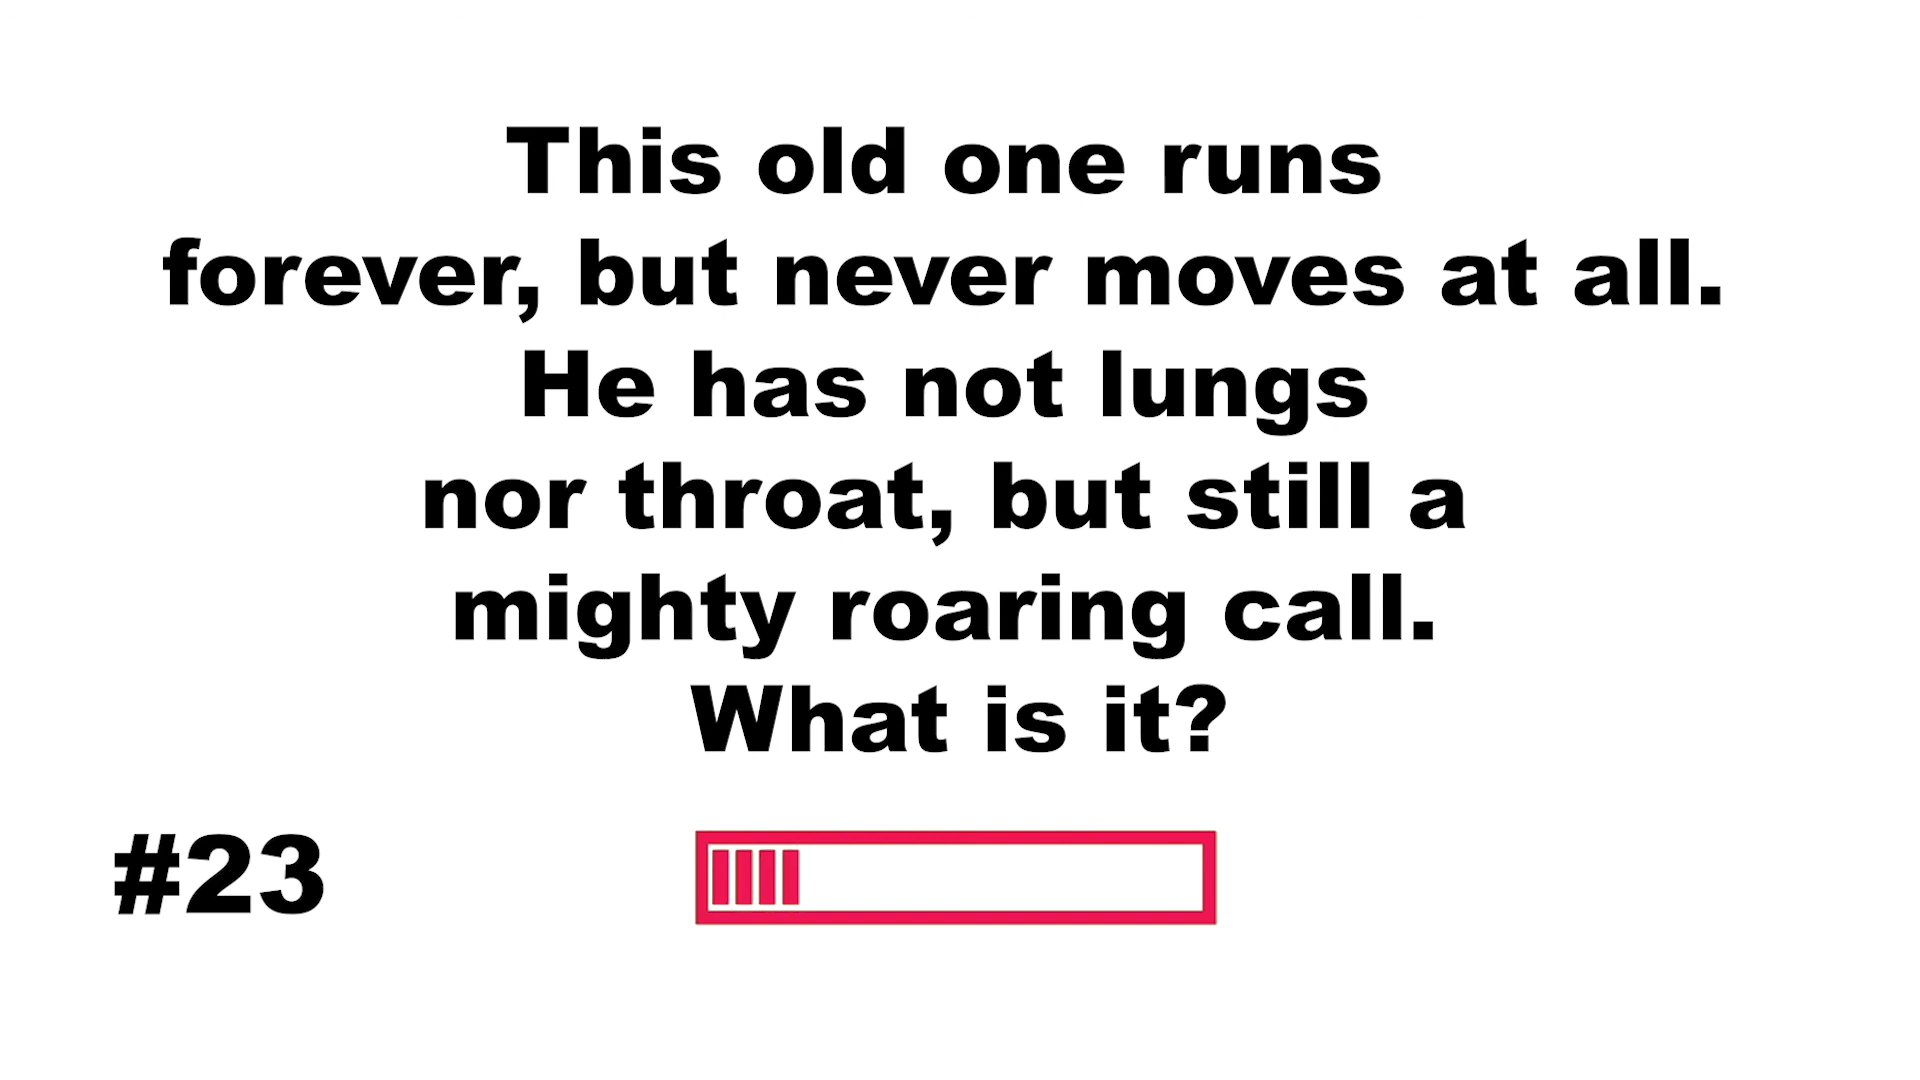 This old one runs
forever, but never moves at all.
He has not lungs
nor throat, but still a
mighty roaring call.
What is it?
#23